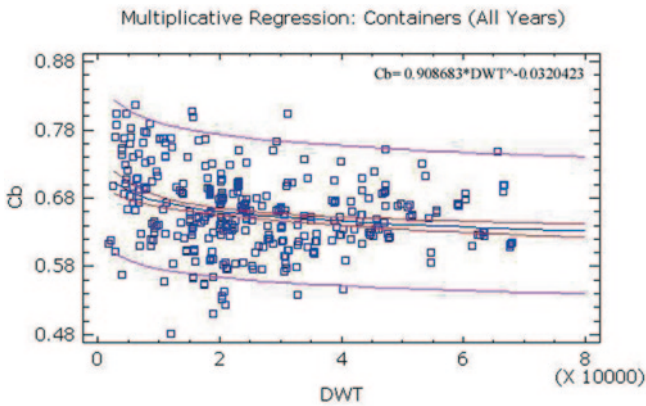 Multiplicative Regression: Containers (All Years)
Cb= 0.908683*DWT^-0.0320423
0.88
0.78
0.68
0.58
0.48
Cb
0
2
4
6
8
(X 10000)
DWT